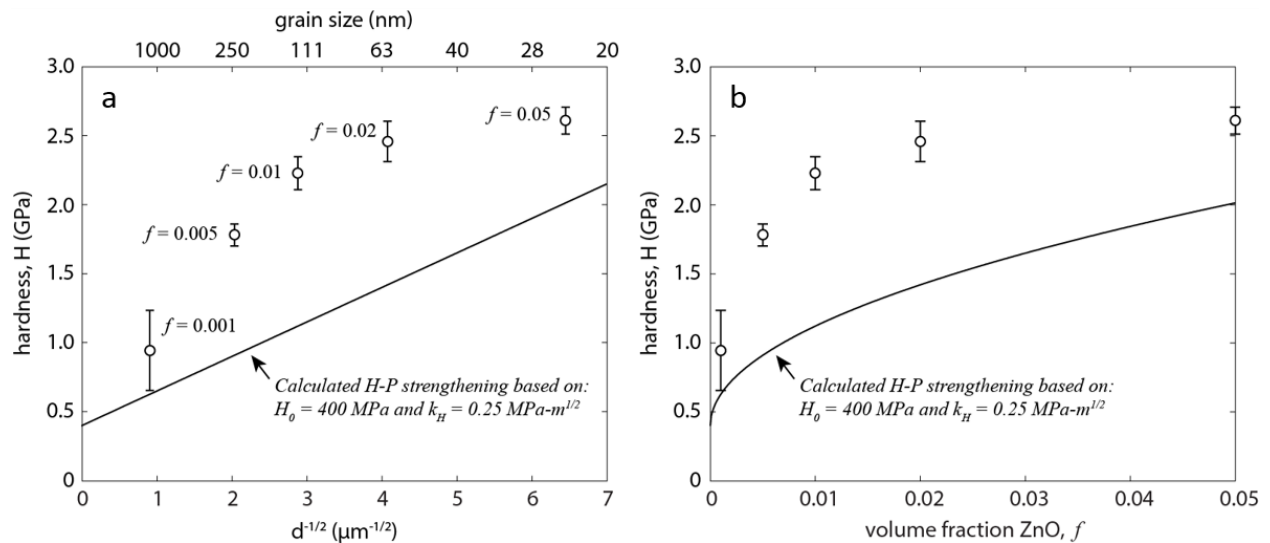 grain size (nm)
1000 250 111 63 40 28 20
a
3.0
2.5
2.0
1.5
1.0
0.5
0
hardness, H (GPa)
f = 0.05
f = 0.02
f = 0.01
f = 0.005
f = 0.001
Calculated H-P strengthening based on:
H₀ = 400 MPa and k_H = 0.25 MPa-m^1/2
0 1 2 3 4 5 6 7
d^-1/2 (µm^-1/2)
b
3.0
2.5
2.0
1.5
1.0
0.5
0
hardness, H (GPa)
Calculated H-P strengthening based on:
H₀ = 400 MPa and k_H = 0.25 MPa-m^1/2
0 0.01 0.02 0.03 0.04 0.05
volume fraction ZnO, f